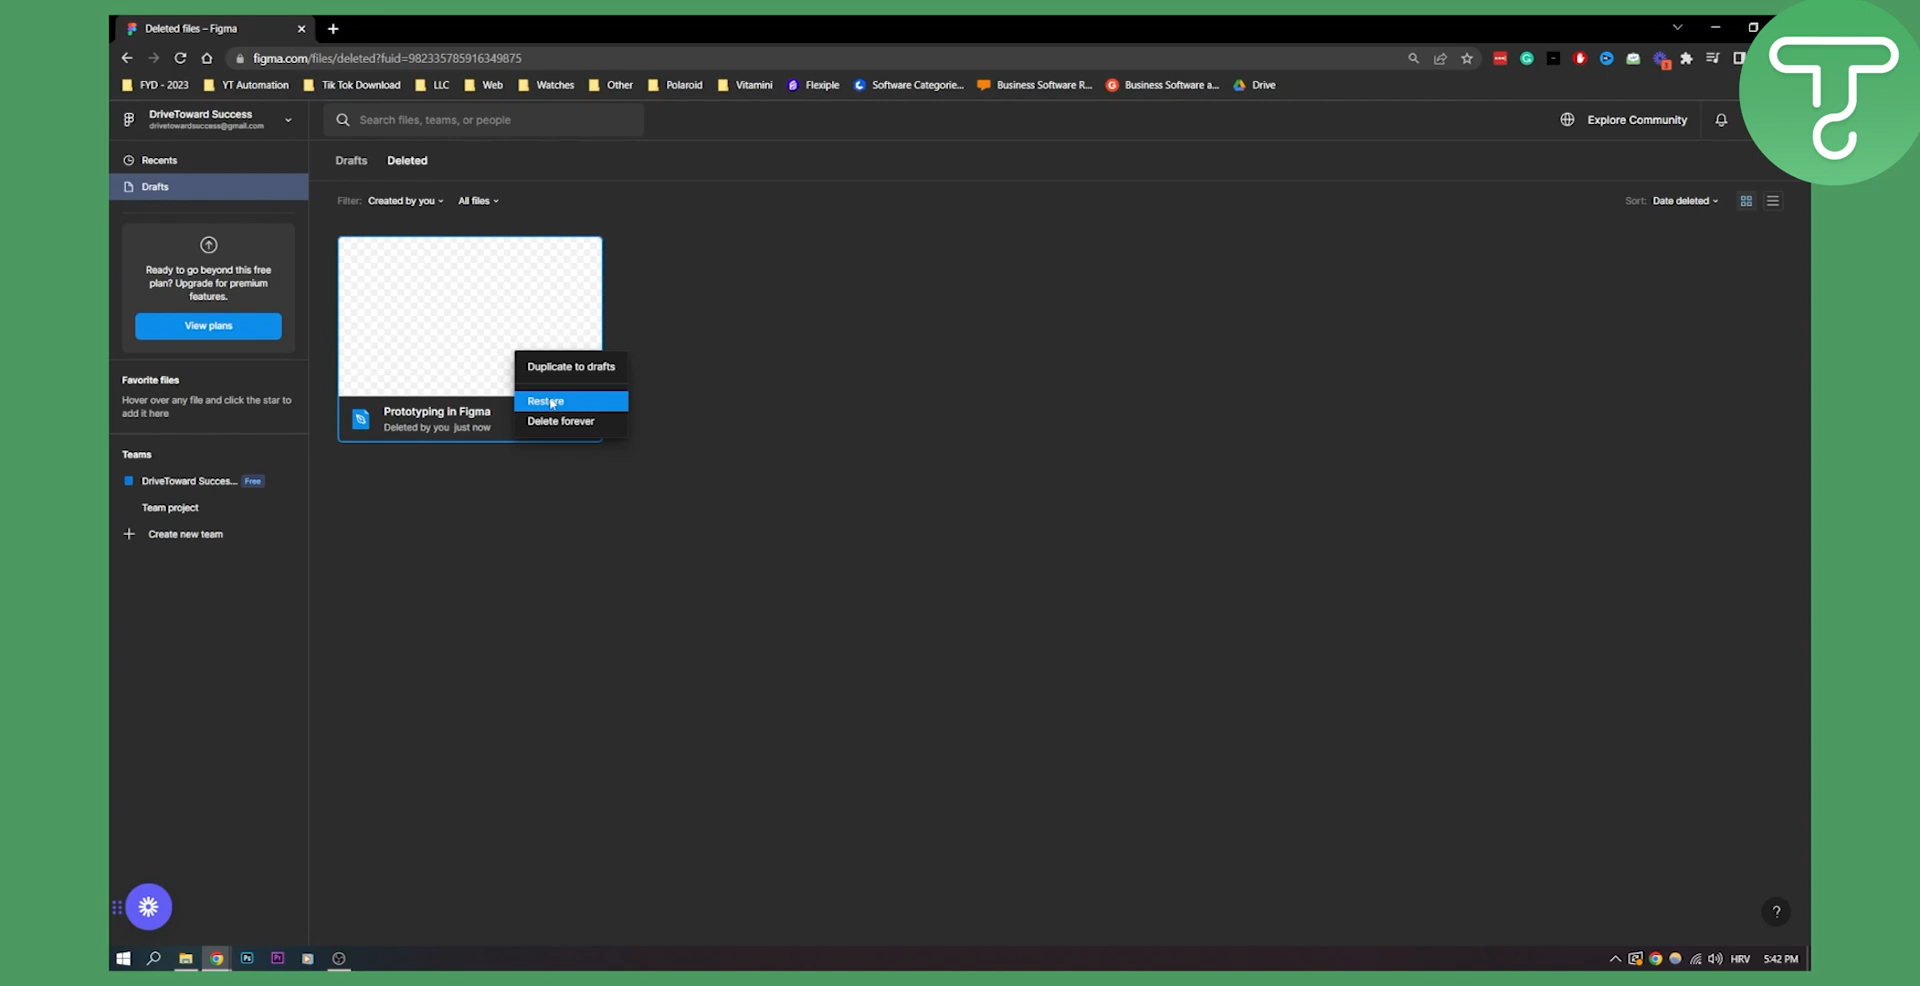 Deleted files – Figma
figma.com/files/deleted?fuid=982335785916349875
FYD - 2023
YT Automation
Tik Tok Download
LLC
Web
Watches
Other
Polaroid
Vitamini
Flexiple
Software Categorie...
Business Software R...
Business Software a...
Drive
DriveToward Success
drivetowardsuccess@gmail.com
Search files, teams, or people
Explore Community
Recents
Drafts
Drafts
Deleted
Filter: Created by you
All files
Sort: Date deleted
Ready to go beyond this free
plan? Upgrade for premium
features.
View plans
Favorite files
Hover over any file and click the star to
add it here
Teams
DriveToward Succes...
Free
Team project
Create new team
Duplicate to drafts
Restore
Delete forever
Prototyping in Figma
Deleted by you just now
?
Ps
Pr
HRV
5:42 PM